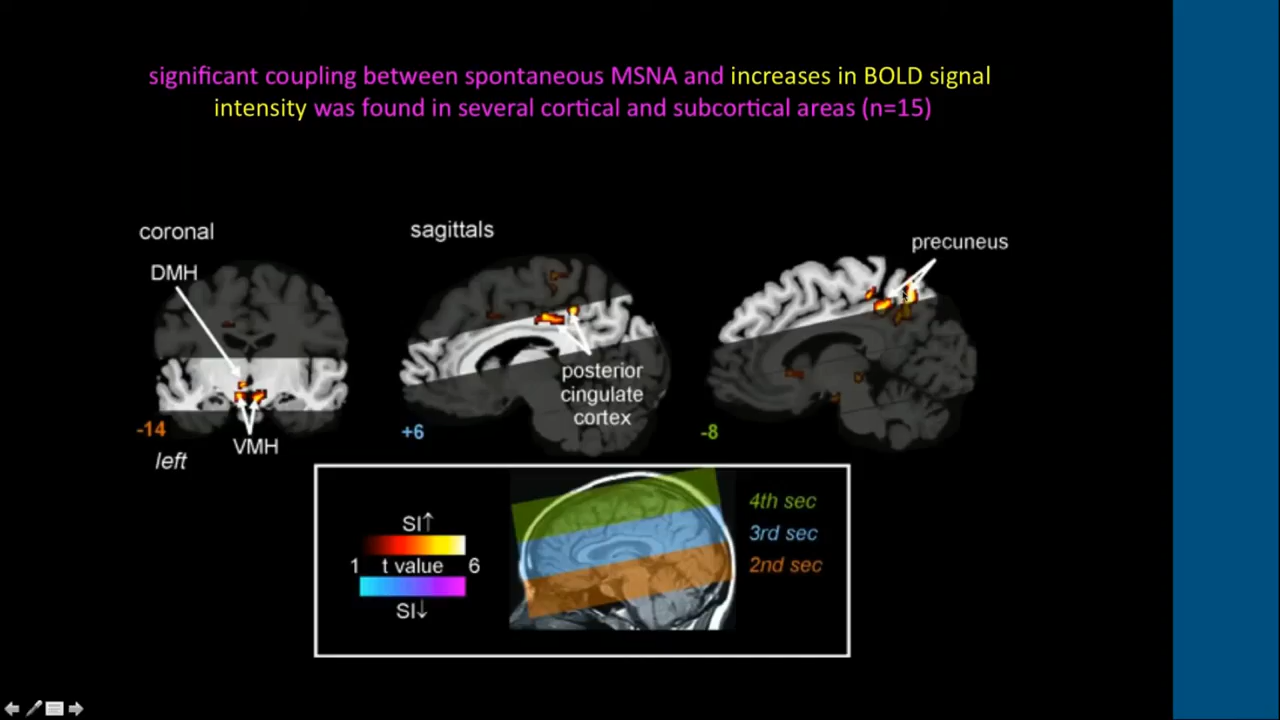 significant coupling between spontaneous MSNA and increases in BOLD signal
intensity was found in several cortical and subcortical areas (n=15)
coronal
sagittals
precuneus
DMH
posterior
cingulate
cortex
-14
VMH
+6
-8
left
SI↑
1 t value 6
SI↓
4th sec
3rd sec
2nd sec